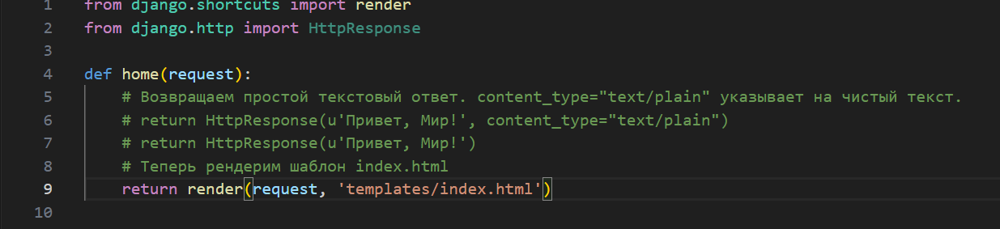 1 from django.shortcuts import render
2 from django.http import HttpResponse
3
4 def home(request):
5     # Возвращаем простой текстовый ответ. content_type="text/plain" указывает на чистый текст.
6     # return HttpResponse(u'Привет, Мир!', content_type="text/plain")
7     # return HttpResponse(u'Привет, Мир!')
8     # Теперь рендерим шаблон index.html
9     return render(request, 'templates/index.html')
10